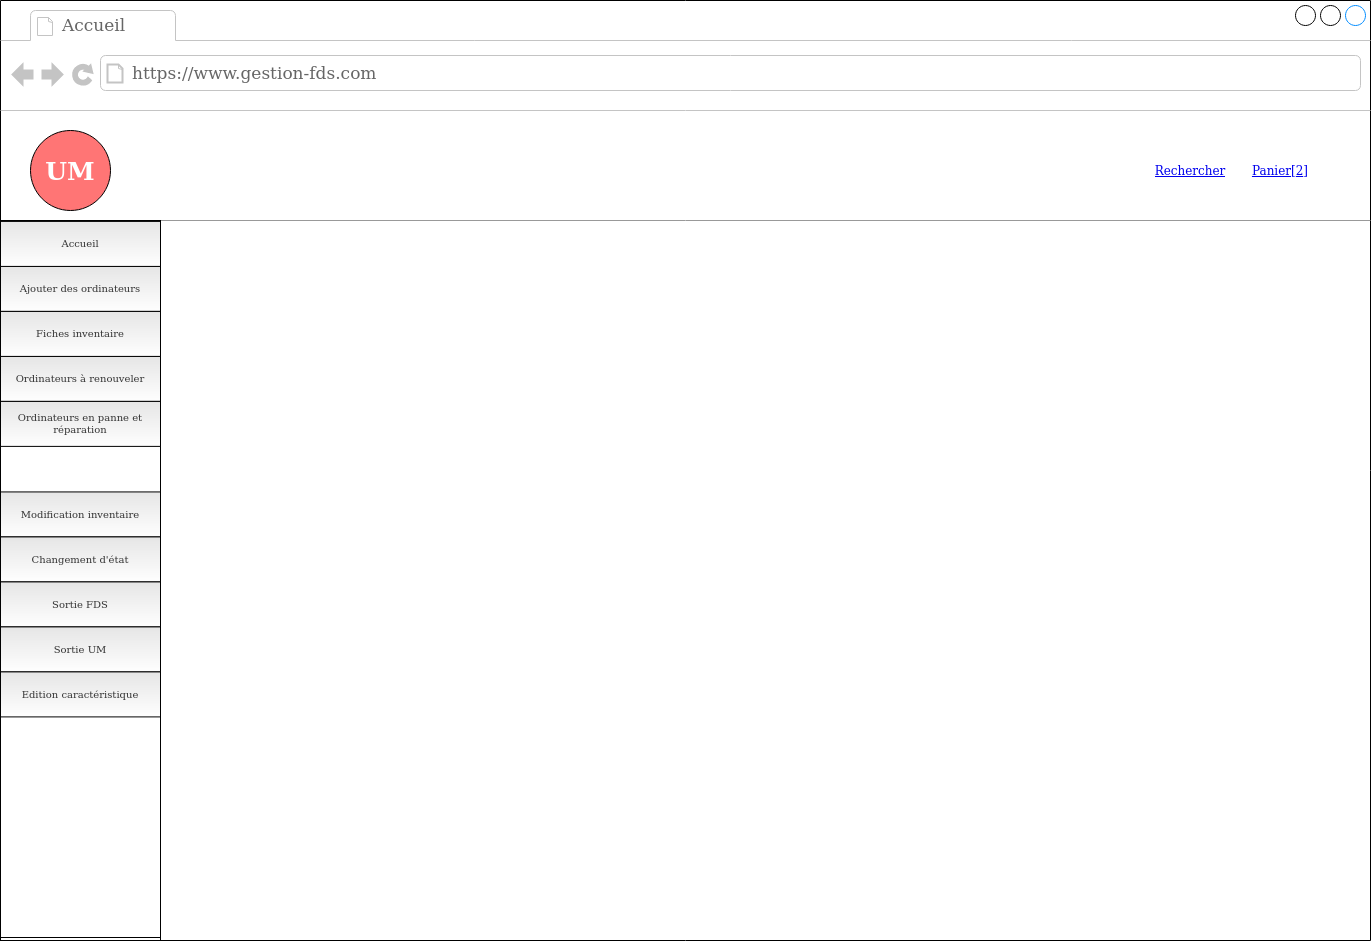 Accueil
https://www.gestion-fds.com
UM
Rechercher
Panier[2]
Accueil
Ajouter des ordinateurs
Fiches inventaire
Ordinateurs à renouveler
Ordinateurs en panne et
réparation
Modification inventaire
Changement d'état
Sortie FDS
Sortie UM
Edition caractéristique